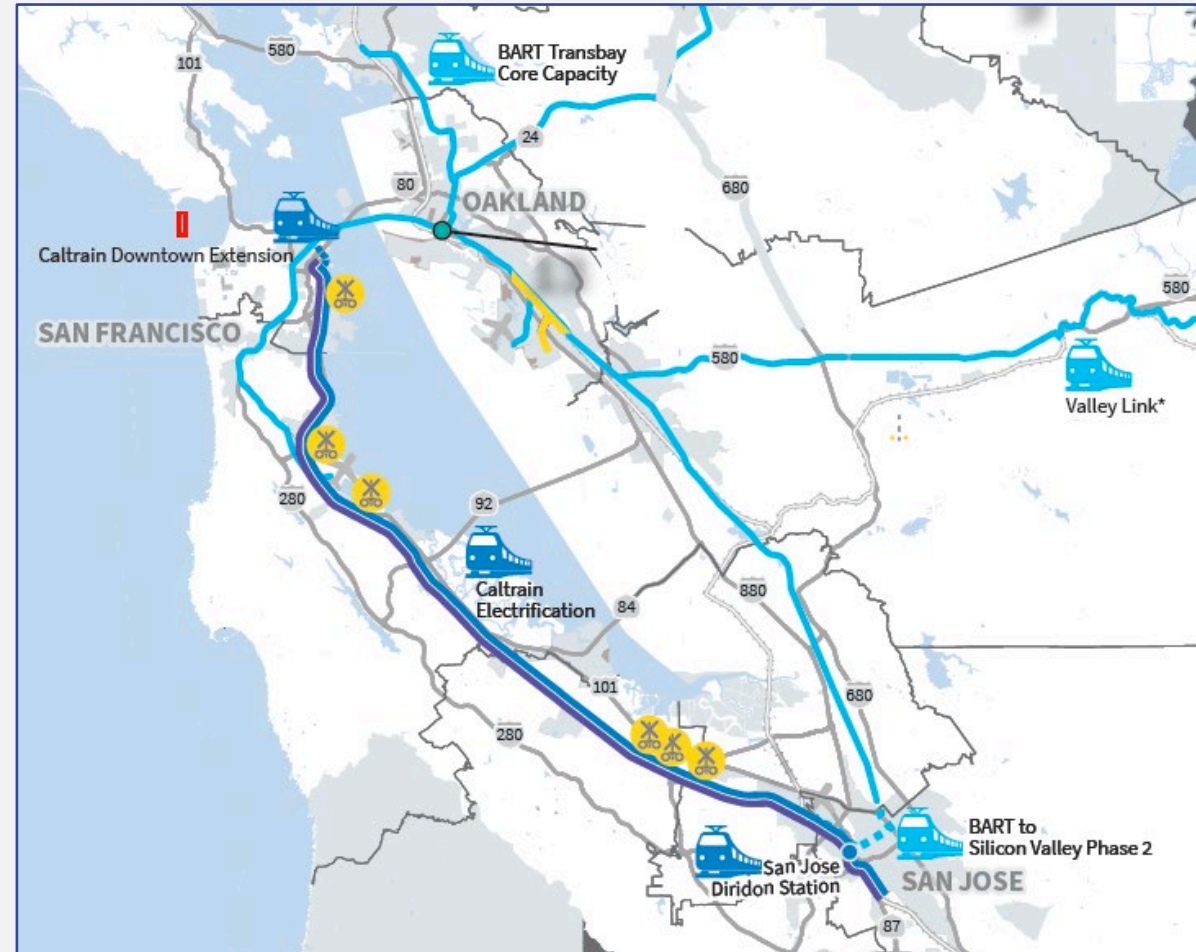 580
101
BART Transbay
Core Capacity
24
80
680
OAKLAND
Caltrain Downtown Extension
580
SAN FRANCISCO
580
Valley Link*
280
92
Caltrain
Electrification
84
880
101
680
280
BART to
Silicon Valley Phase 2
San Jose
Diridon Station
SAN JOSE
87